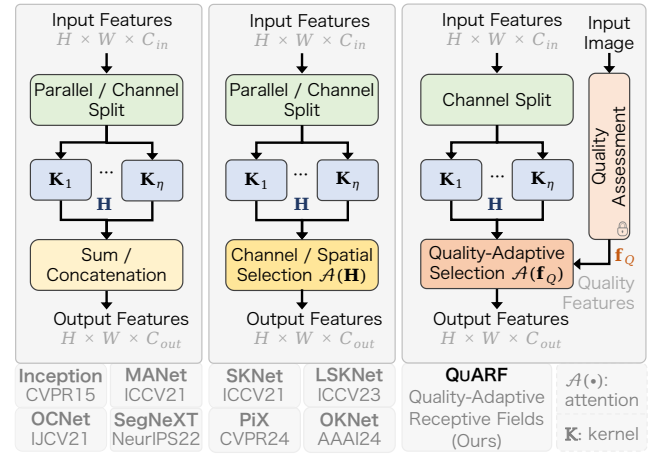 Input Features
H × W × C_in
Parallel / Channel
Split
K_1
...
K_η
H
Sum /
Concatenation
Output Features
H × W × C_out
Inception
CVPR15
MANet
ICCV21
OCNet
IJCV21
SegNeXT
NeurIPS22
Input Features
H × W × C_in
Parallel / Channel
Split
K_1
...
K_η
H
Channel / Spatial
Selection 𝒜(H)
Output Features
H × W × C_out
SKNet
ICCV21
LSKNet
ICCV23
PiX
CVPR24
OKNet
AAAI24
Input Features
H × W × C_in
Channel Split
K_1
...
K_η
H
Quality-Adaptive
Selection 𝒜(f_Q)
Output Features
H × W × C_out
Input
Image
Quality
Assessment
f_Q
Quality
Features
QUARF
Quality-Adaptive
Receptive Fields
(Ours)
𝒜(•):
attention
K: kernel